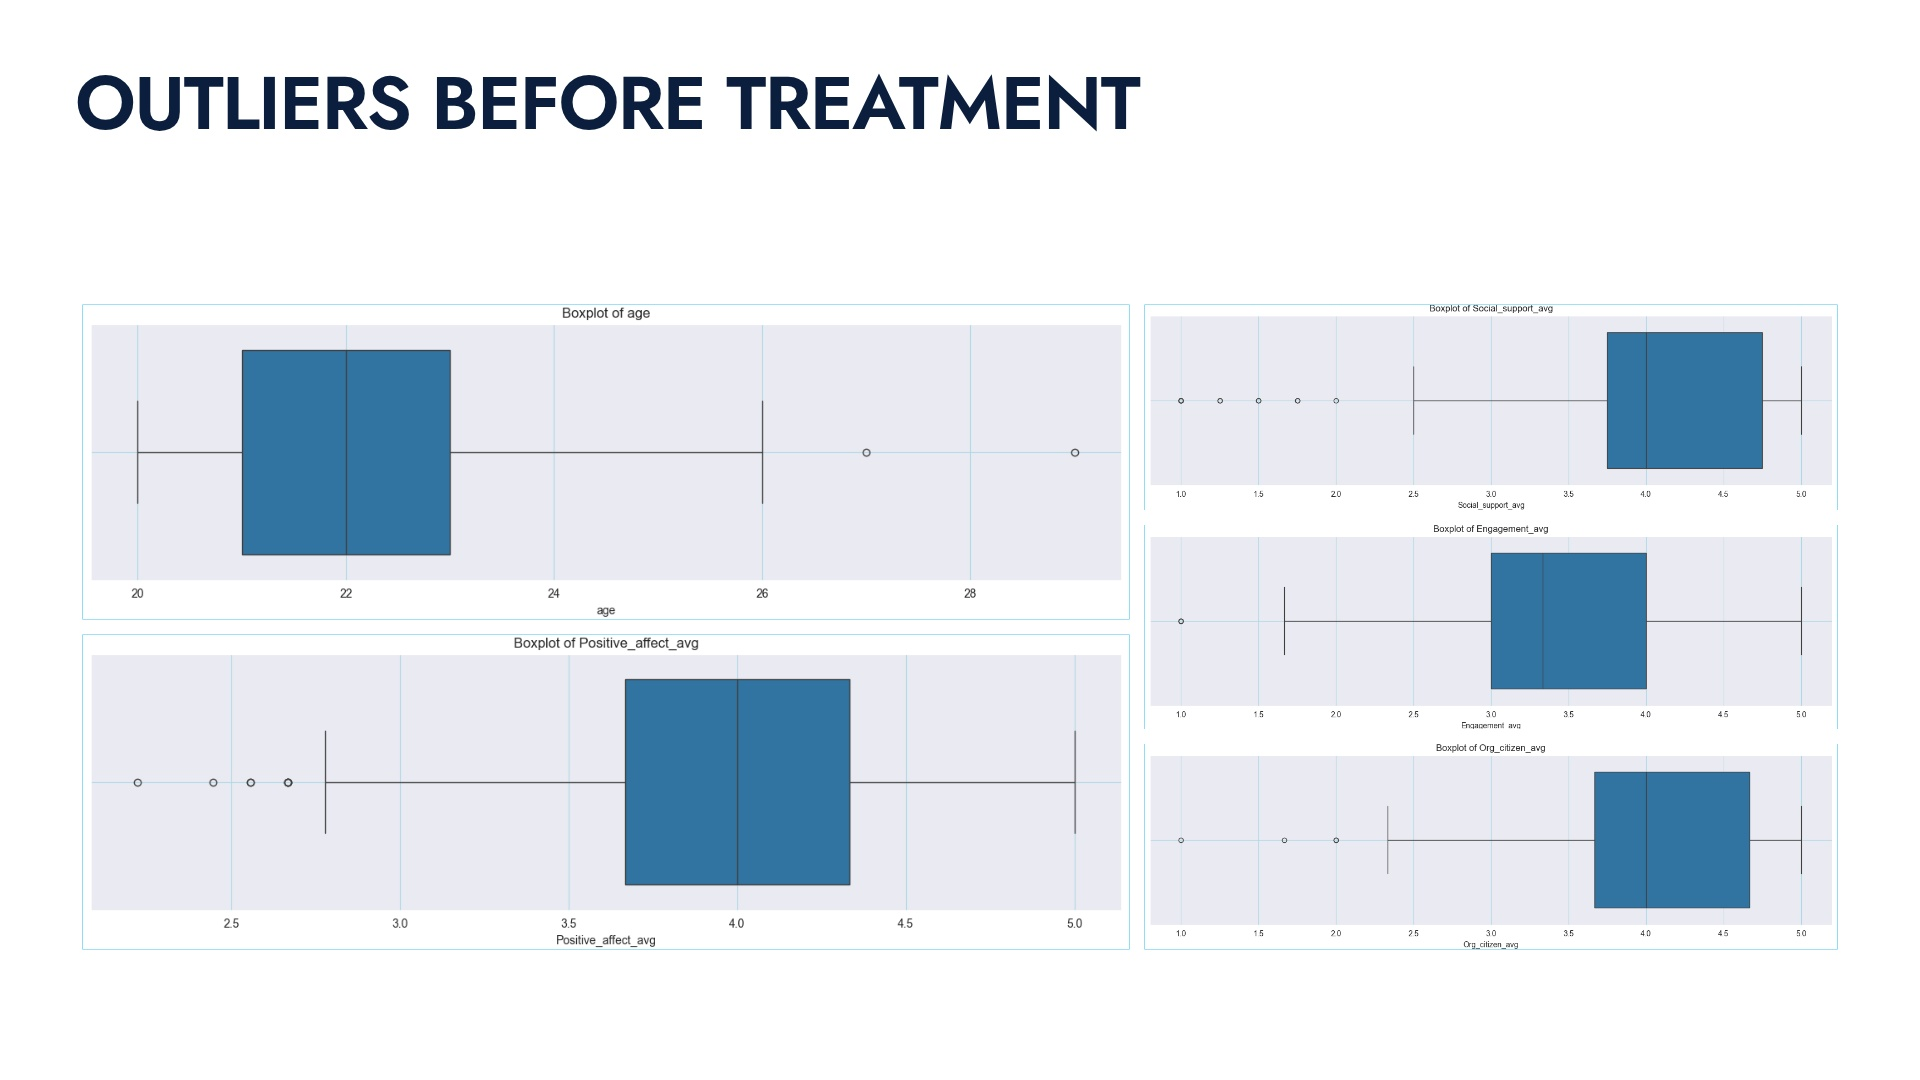 OUTLIERS BEFORE TREATMENT
Boxplot of age
20 22 24 26 28
age
Boxplot of Positive_affect_avg
2.5 3.0 3.5 4.0 4.5 5.0
Positive_affect_avg
Boxplot of Social_support_avg
1.0 1.5 2.0 2.5 3.0 3.5 4.0 4.5 5.0
Social_support_avg
Boxplot of Engagement_avg
1.0 1.5 2.0 2.5 3.0 3.5 4.0 4.5 5.0
Engagement_avg
Boxplot of Org_citizen_avg
1.0 1.5 2.0 2.5 3.0 3.5 4.0 4.5 5.0
Org_citizen_avg